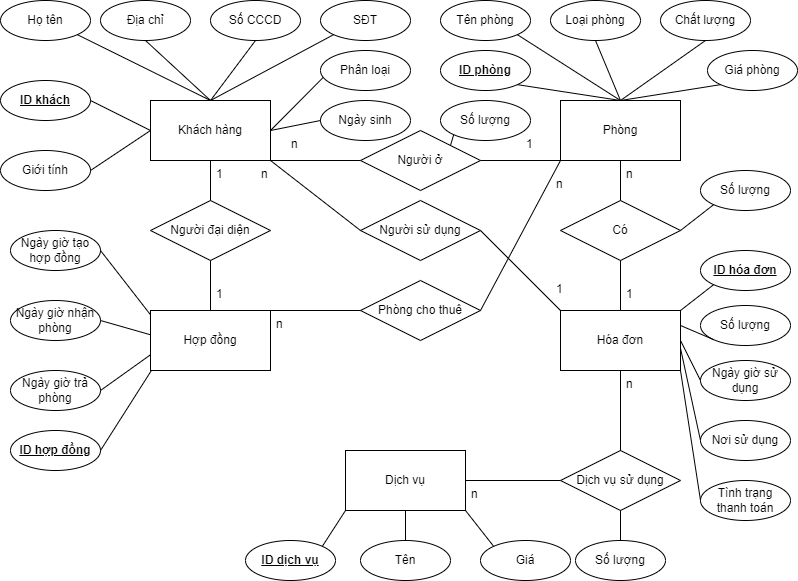 Họ tên
Địa chỉ
Số CCCD
SĐT
Tên phòng
Loại phòng
Chất lượng
Phân loại
ID phòng
Giá phòng
ID khách
Ngày sinh
Số lượng
Khách hàng
Phòng
n
1
Người ở
Giới tính
1
n
n
n
Số lượng
Người đại diện
Người sử dụng
Có
Ngày giờ tạo
hợp đồng
ID hóa đơn
1
1
1
Ngày giờ nhận
phòng
Phòng cho thuê
n
Số lượng
Hợp đồng
Hóa đơn
Ngày giờ sử
dụng
Ngày giờ trả
phòng
n
Nơi sử dụng
ID hợp đồng
Dịch vụ
n
Dịch vụ sử dụng
Tình trạng
thanh toán
ID dịch vụ
Tên
Giá
Số lượng